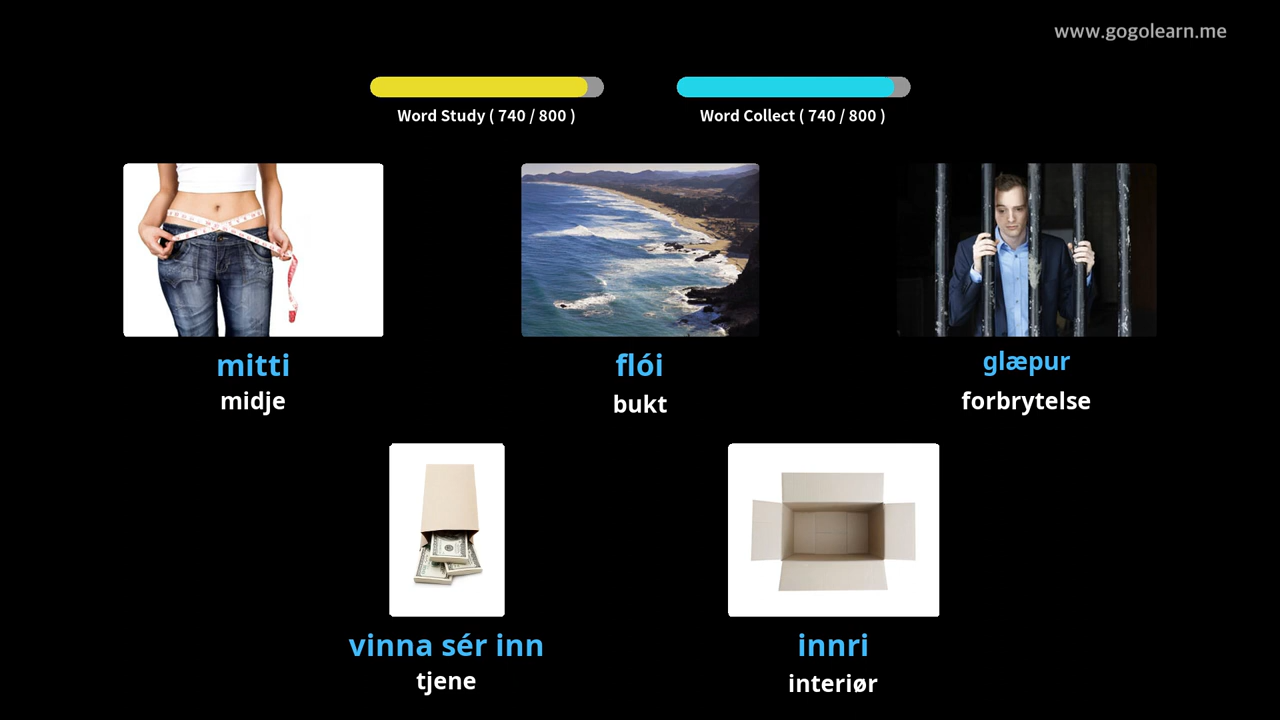 www.gogolearn.me
Word Study ( 740 / 800 )
Word Collect ( 740 / 800 )
mitti
midje
flói
bukt
glæpur
forbrytelse
vinna sér inn
tjene
innri
interiør